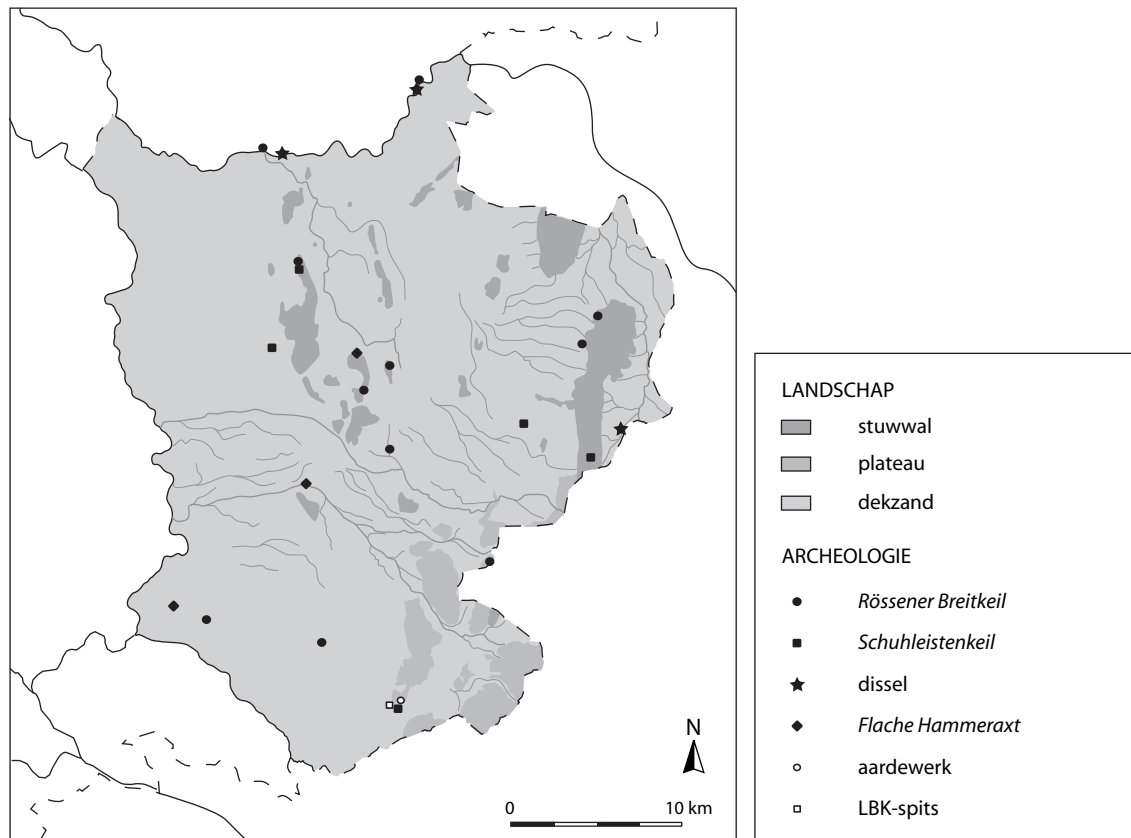 N
0 10 km
LANDSCHAP
stuwwal
plateau
dekzand
ARCHEOLOGIE
Rössener Breitkeil
Schuhleistenkeil
dissel
Flache Hammeraxt
aardewerk
LBK-spits